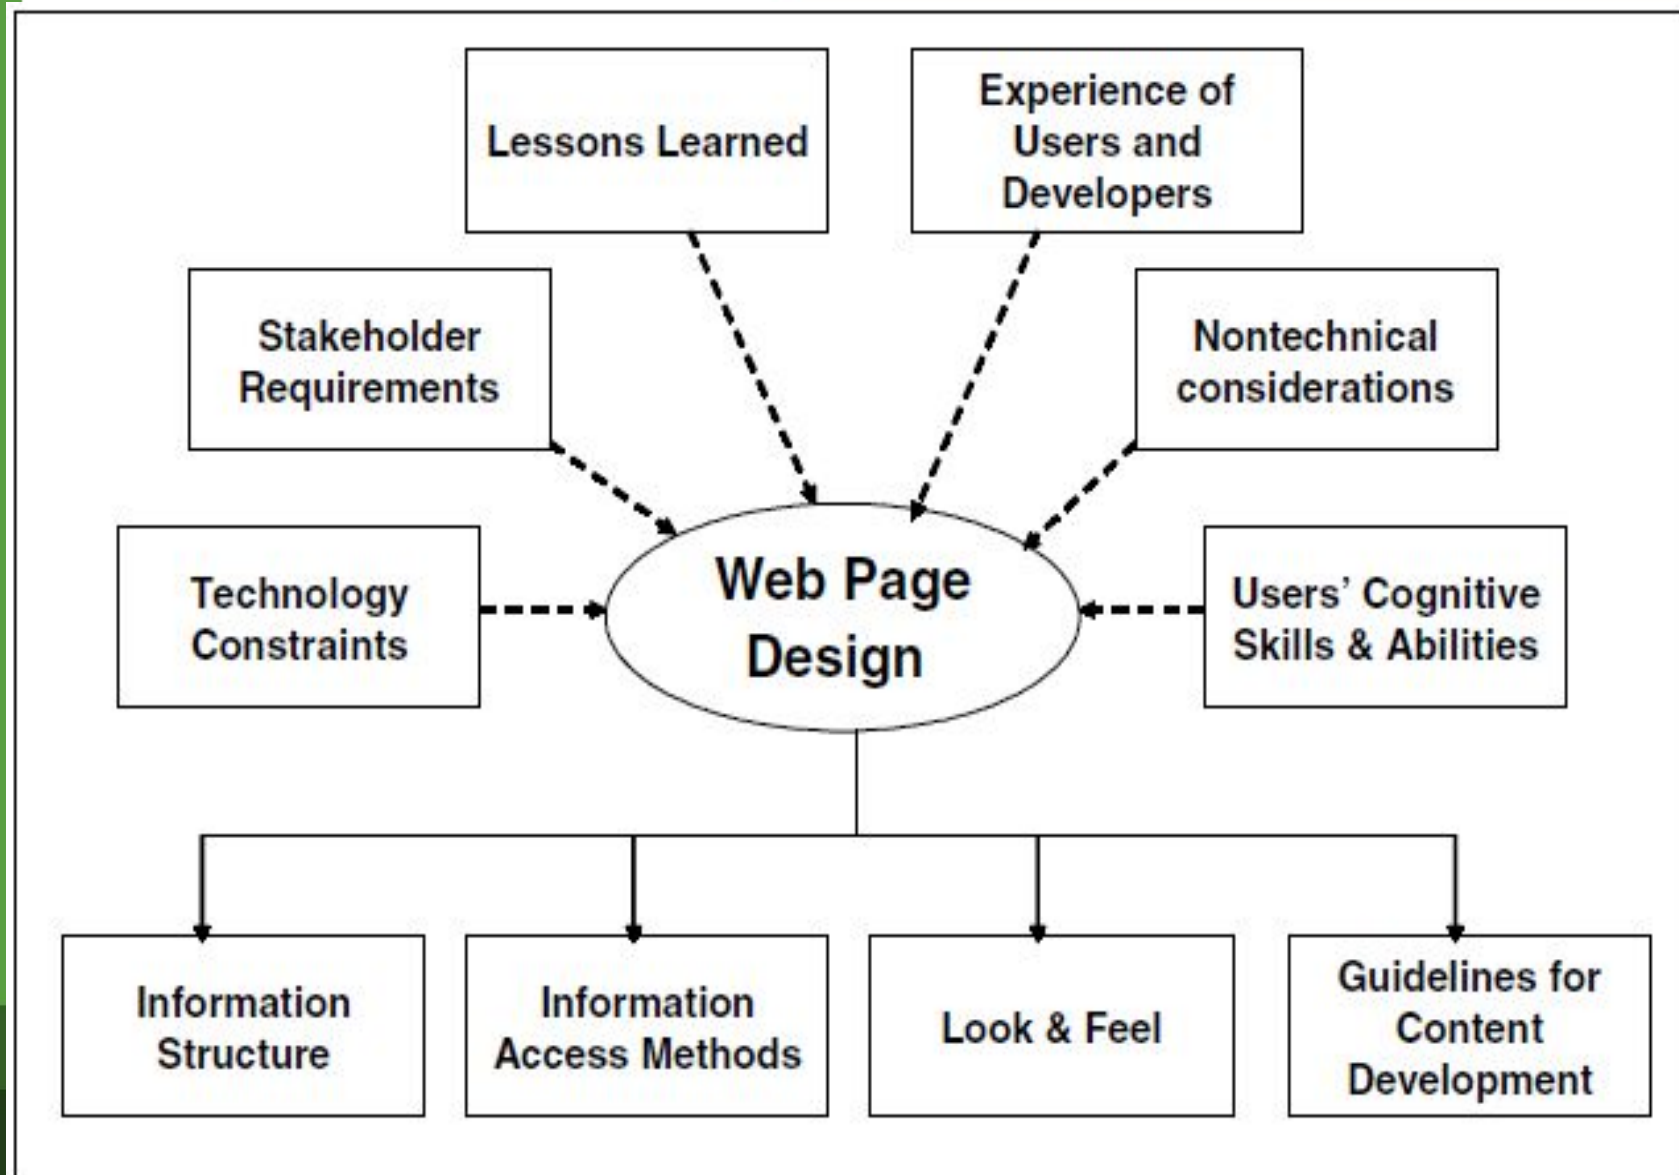 Lessons Learned
Experience of
Users and
Developers
Stakeholder
Requirements
Nontechnical
considerations
Technology
Constraints
Web Page
Design
Users’ Cognitive
Skills & Abilities
Information
Structure
Information
Access Methods
Look & Feel
Guidelines for
Content
Development